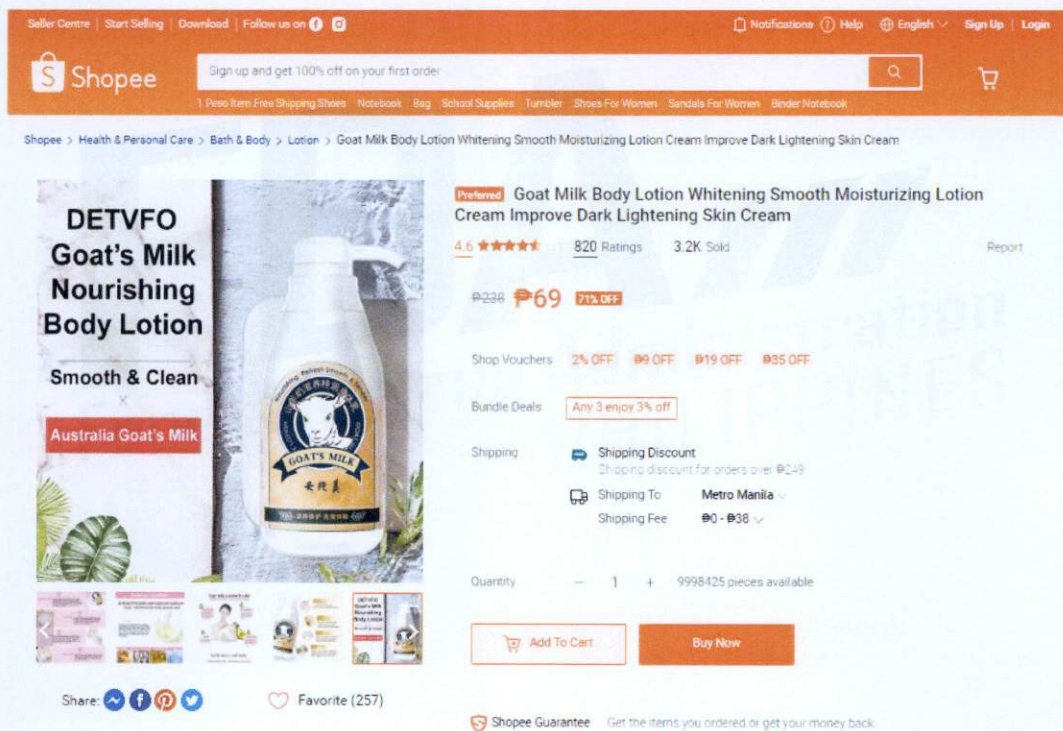 Seller Centre | Start Selling | Download | Follow us on
Notifications Help English Sign Up | Login
Shopee
Sign up and get 100% off on your first order
1 Peso Item Free Shipping Shoes Notebook Bag School Supplies Tumbler Shoes For Women Sandals For Women Binder Notebook
Shopee > Health & Personal Care > Bath & Body > Lotion > Goat Milk Body Lotion Whitening Smooth Moisturizing Lotion Cream Improve Dark Lightening Skin Cream
DETVFO
Goat's Milk
Nourishing
Body Lotion
Smooth & Clean
X
Australia Goat's Milk
GOAT'S MILK
Preferred Goat Milk Body Lotion Whitening Smooth Moisturizing Lotion
Cream Improve Dark Lightening Skin Cream
4.6 820 Ratings 3.2K Sold Report
₱238 ₱69 71% OFF
Shop Vouchers 2% OFF ₱9 OFF ₱19 OFF ₱35 OFF
Bundle Deals Any 3 enjoy 3% off
Shipping Shipping Discount
Shipping discount for orders over ₱249
Shipping To Metro Manila
Shipping Fee ₱0 - ₱38
Quantity − 1 + 9998425 pieces available
Add To Cart Buy Now
DETVFO
Goat's Milk
Nourishing
Body Lotion
Share: Favorite (257)
Shopee Guarantee Get the items you ordered or get your money back.